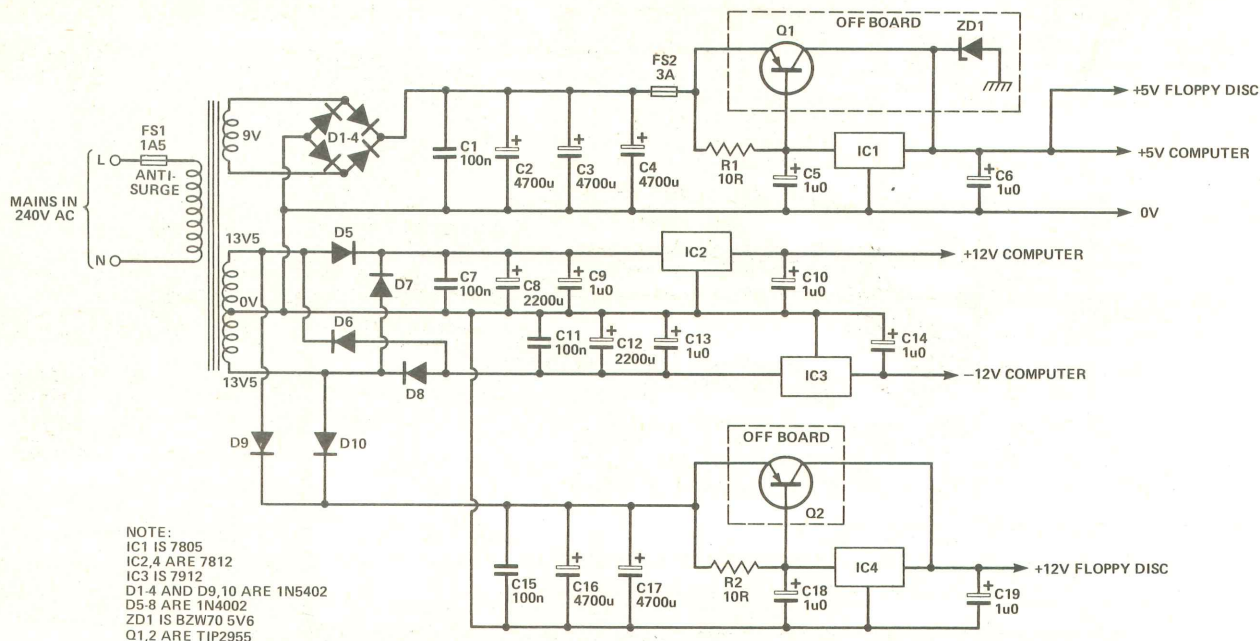 OFF BOARD
Q1
ZD1
FS2
3A
+5V FLOPPY DISC
FS1
1A5
L
ANTI-
SURGE
9V
D1-4
C1
100n
+
C2
4700u
+
C3
4700u
+
C4
4700u
R1
10R
+
C5
1u0
IC1
+
C6
1u0
+5V COMPUTER
MAINS IN
240V AC
0V
N
13V5
D5
D7
C7
100n
+
C8
2200u
+
C9
1u0
IC2
+
C10
1u0
+12V COMPUTER
0V
D6
C11
100n
+
C12
2200u
+
C13
1u0
+
C14
1u0
IC3
13V5
D8
−12V COMPUTER
D9
D10
OFF BOARD
Q2
NOTE:
IC1 IS 7805
IC2,4 ARE 7812
IC3 IS 7912
D1-4 AND D9,10 ARE 1N5402
D5-8 ARE 1N4002
ZD1 IS BZW70 5V6
Q1,2 ARE TIP2955
C15
100n
+
C16
4700u
+
C17
4700u
R2
10R
+
C18
1u0
IC4
+
C19
1u0
+12V FLOPPY DISC